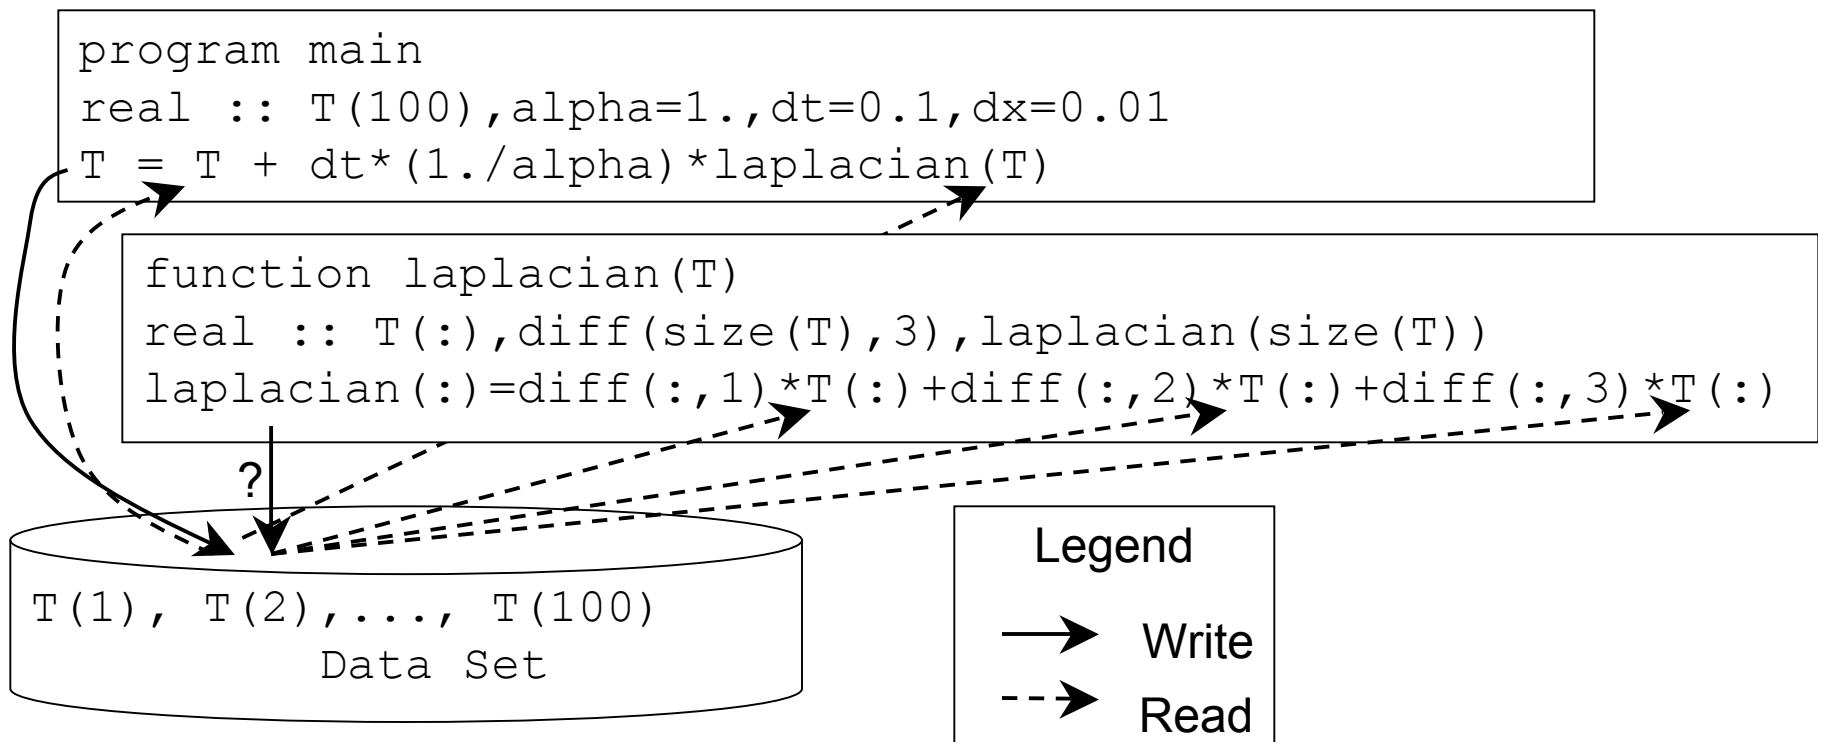 program main
real :: T(100),alpha=1.,dt=0.1,dx=0.01
T = T + dt*(1./alpha)*laplacian(T)
function laplacian(T)
real :: T(:),diff(size(T),3),laplacian(size(T))
laplacian(:)=diff(:,1)*T(:)+diff(:,2)*T(:)+diff(:,3)*T(:)
?
T(1), T(2),..., T(100)
Data Set
Legend
Write
Read